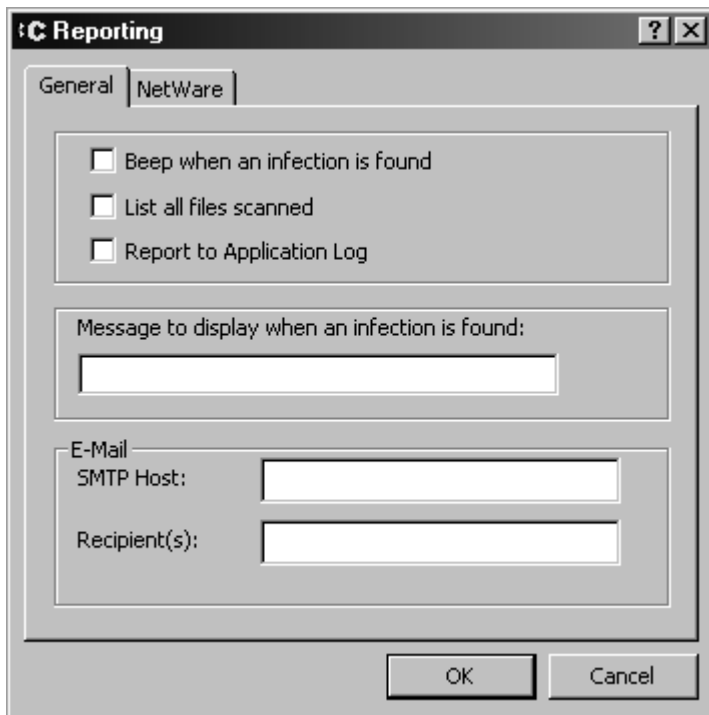 :C Reporting
General NetWare
Beep when an infection is found
List all files scanned
Report to Application Log
Message to display when an infection is found:
E-Mail
SMTP Host:
Recipient(s):
OK Cancel